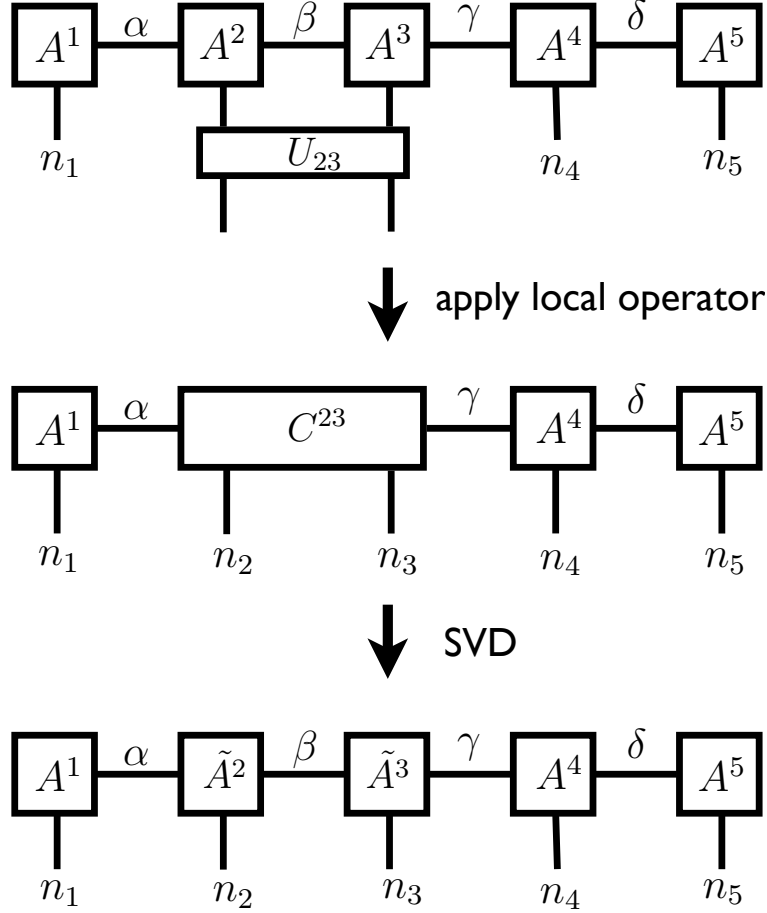 α β γ δ
A¹ A² A³ A⁴ A⁵
U₂₃
n₁ n₄ n₅
apply local operator
α γ δ
A¹ C²³ A⁴ A⁵
n₁ n₂ n₃ n₄ n₅
SVD
α β γ δ
A¹ Ã² Ã³ A⁴ A⁵
n₁ n₂ n₃ n₄ n₅